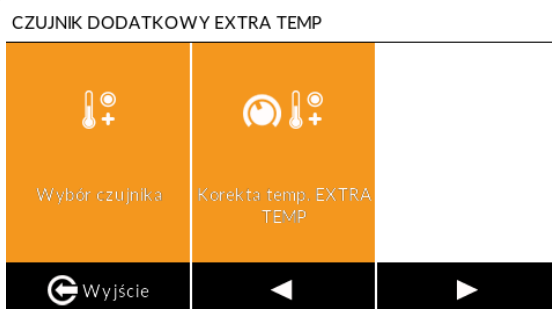 CZUJNIK DODATKOWY EXTRA TEMP
Wybór czujnika
Korekta temp. EXTRA
TEMP
Wyjście